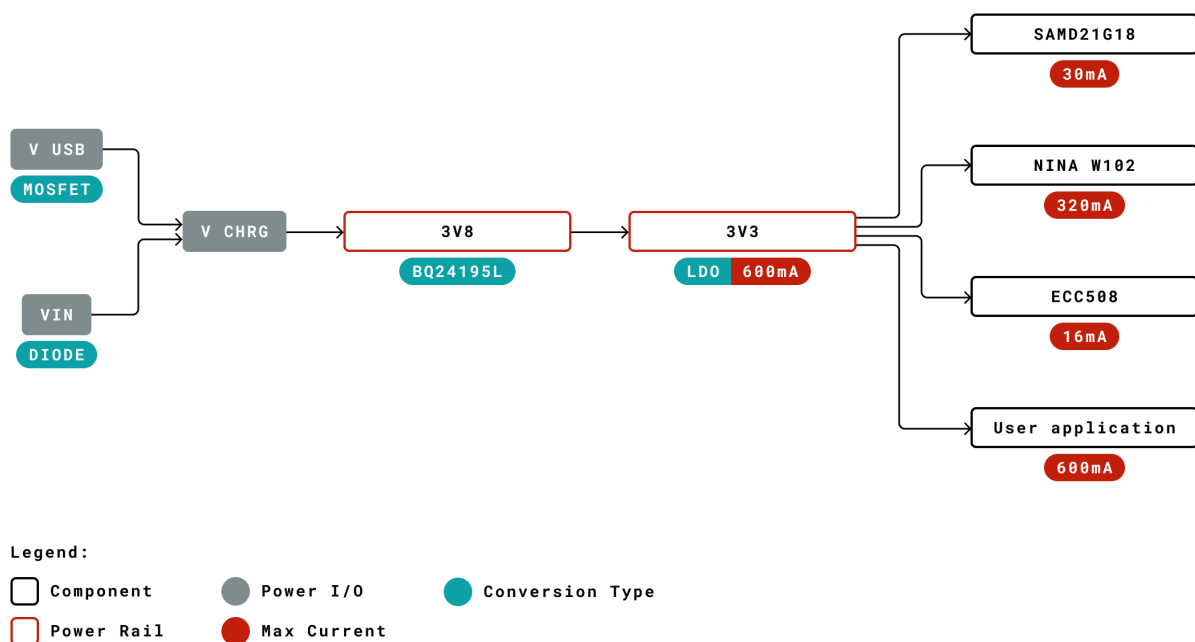 SAMD21G18
30mA
V USB
MOSFET
NINA W102
320mA
V CHRG
3V8
BQ24195L
3V3
LDO 600mA
VIN
DIODE
ECC508
16mA
User application
600mA
Legend:
Component
Power I/O
Conversion Type
Power Rail
Max Current